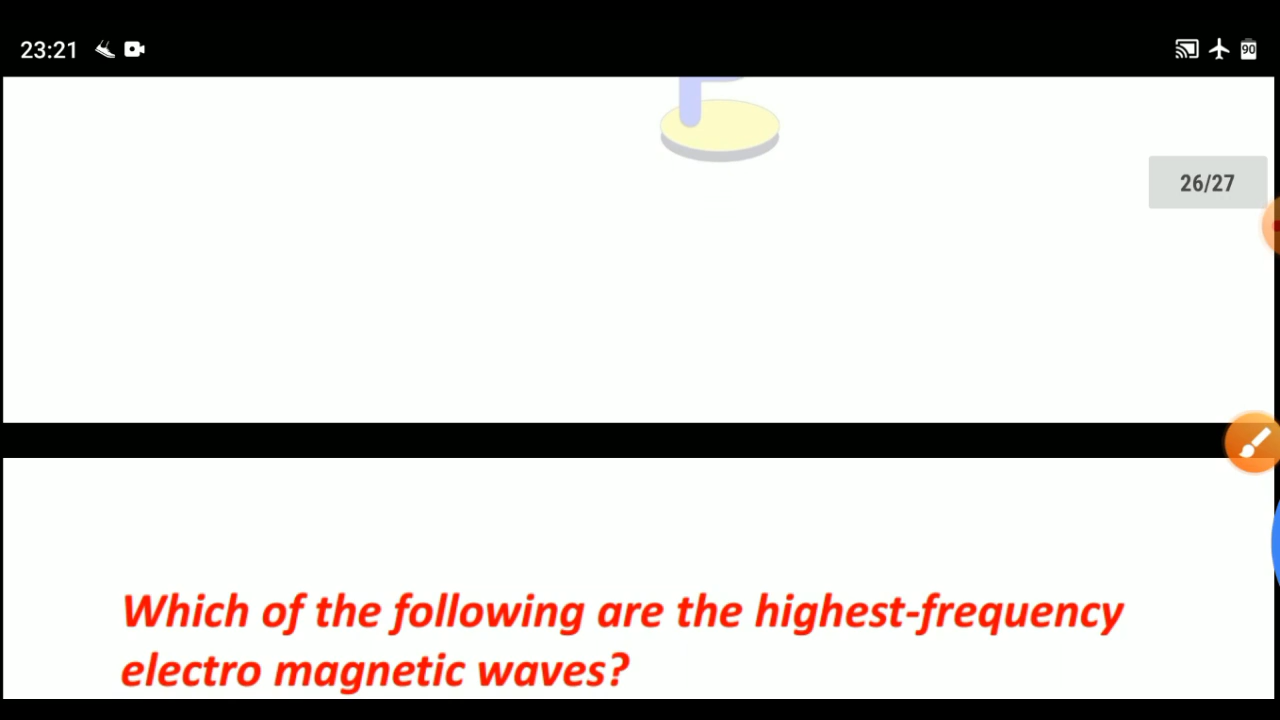 23:21
90
26/27
Which of the following are the highest-frequency
electro magnetic waves?